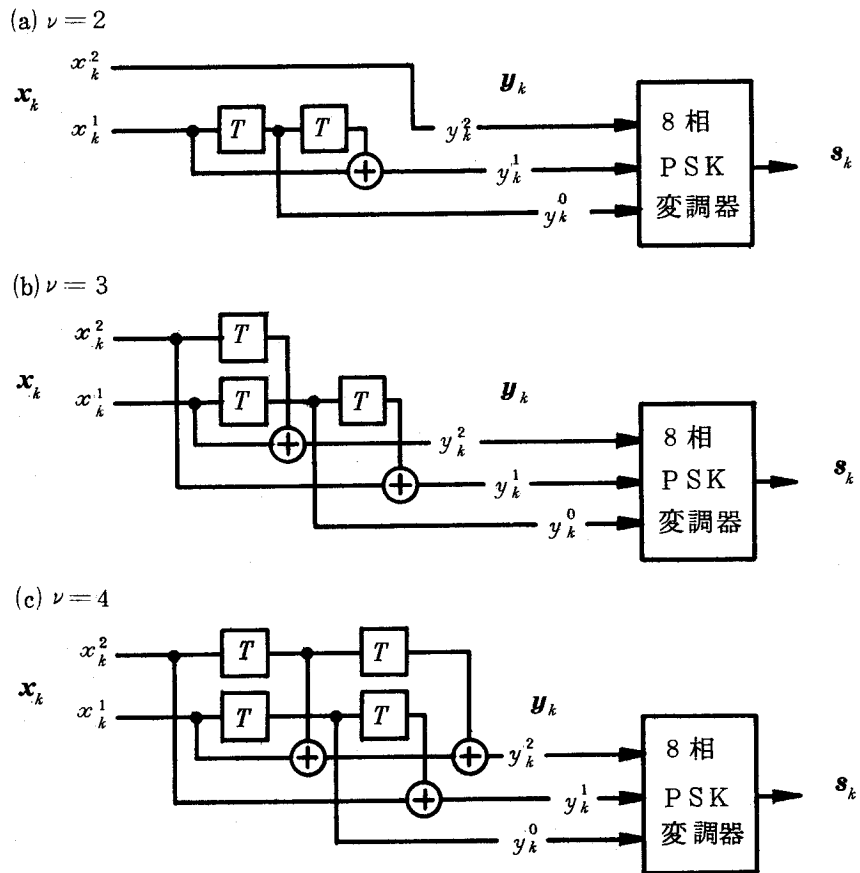 (a) ν = 2
x_k^2
y_k
x_k
8 相
x_k^1
T
T
y_k^2
s_k
+
y_k^1
PSK
y_k^0
変調器
(b) ν = 3
x_k^2
T
x_k
x_k^1
T
T
y_k
+
y_k^2
8 相
s_k
+
y_k^1
PSK
y_k^0
変調器
(c) ν = 4
x_k^2
T
T
x_k
x_k^1
T
T
y_k
+
+
y_k^2
8 相
s_k
+
y_k^1
PSK
y_k^0
変調器